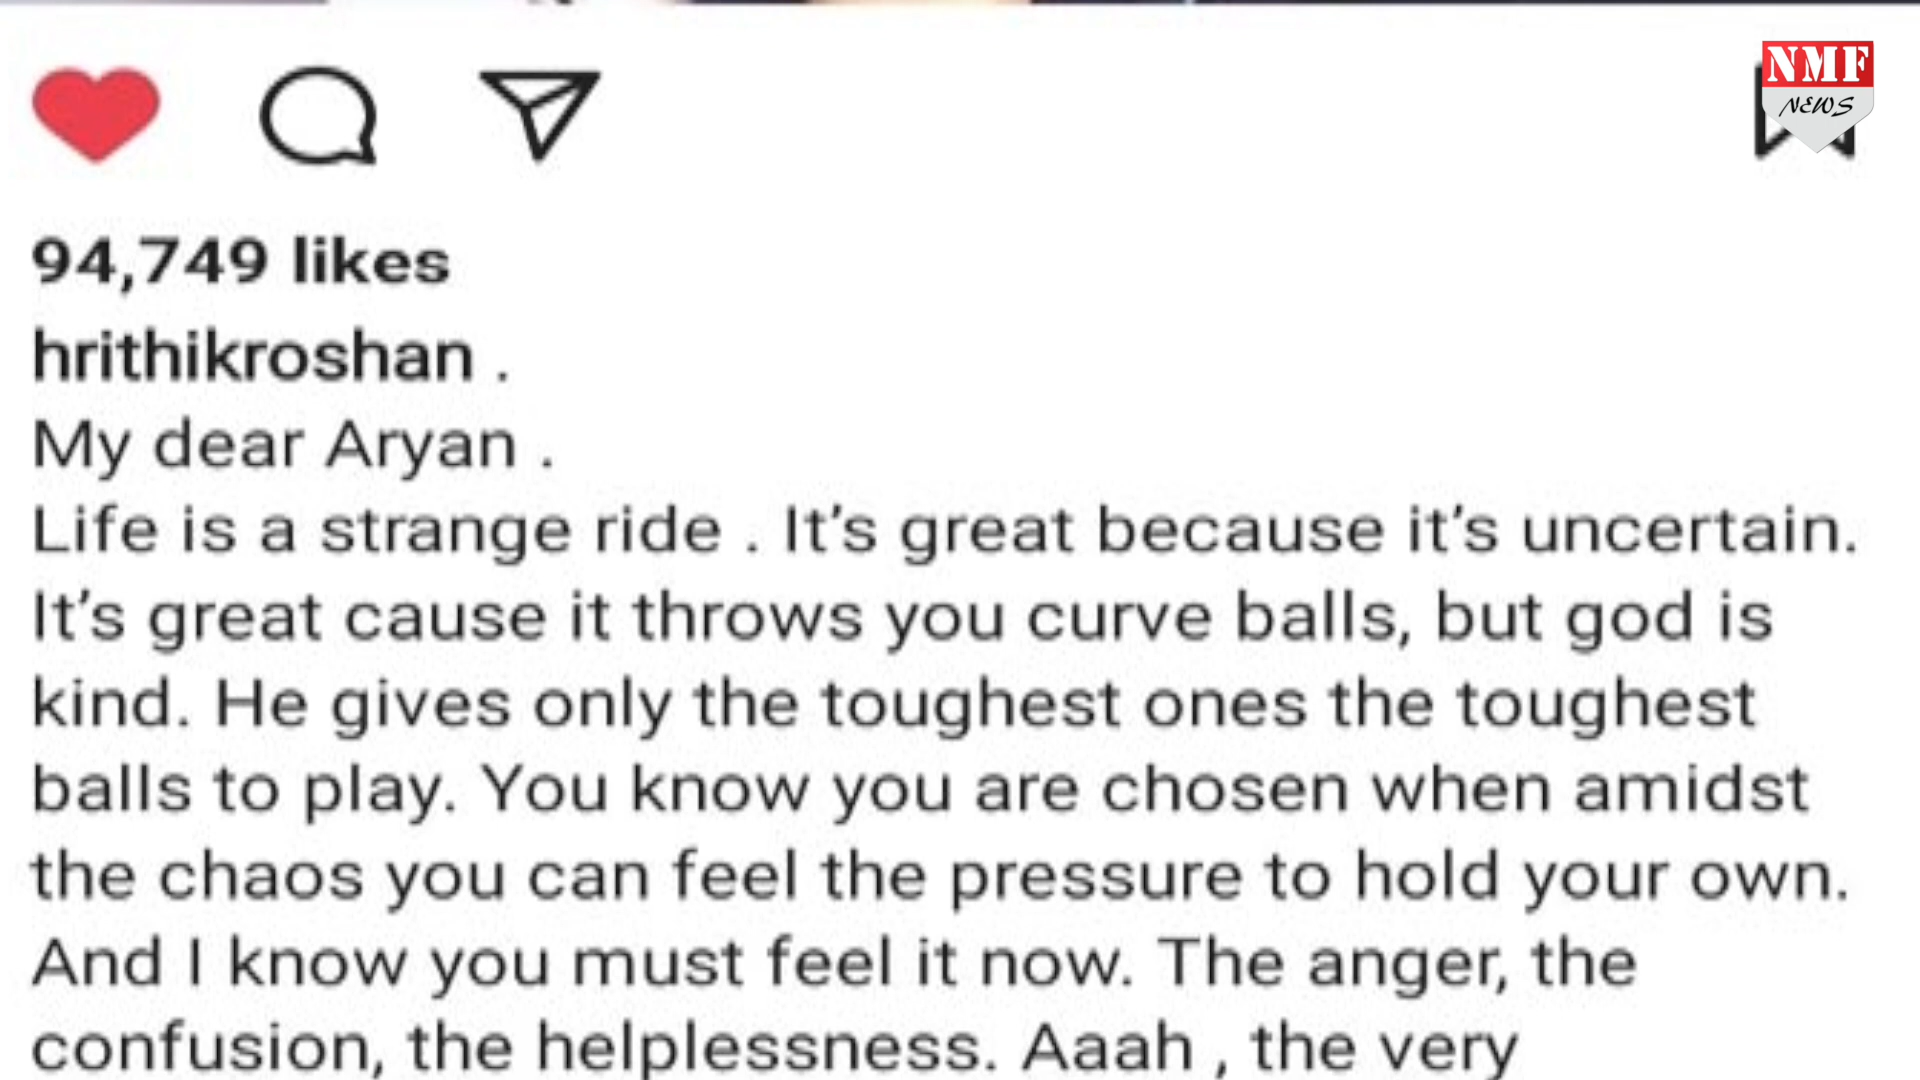 NMF
NEWS
94,749 likes
hrithikroshan .
My dear Aryan .
Life is a strange ride . It’s great because it’s uncertain.
It’s great cause it throws you curve balls, but god is
kind. He gives only the toughest ones the toughest
balls to play. You know you are chosen when amidst
the chaos you can feel the pressure to hold your own.
And I know you must feel it now. The anger, the
confusion, the helplessness. Aaah , the very